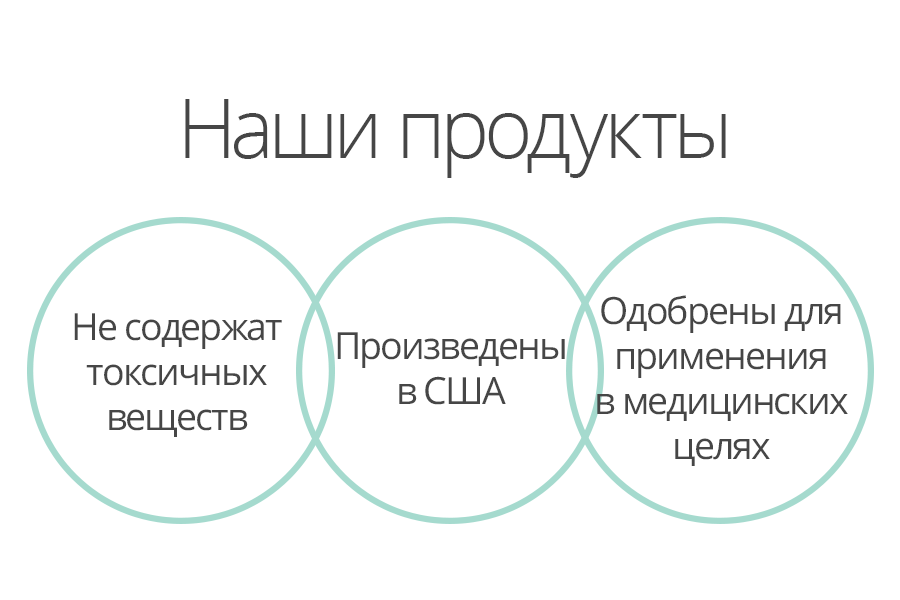 Наши продукты
Не содержат
токсичных
веществ
Произведены
в США
Одобрены для
применения
в медицинских
целях